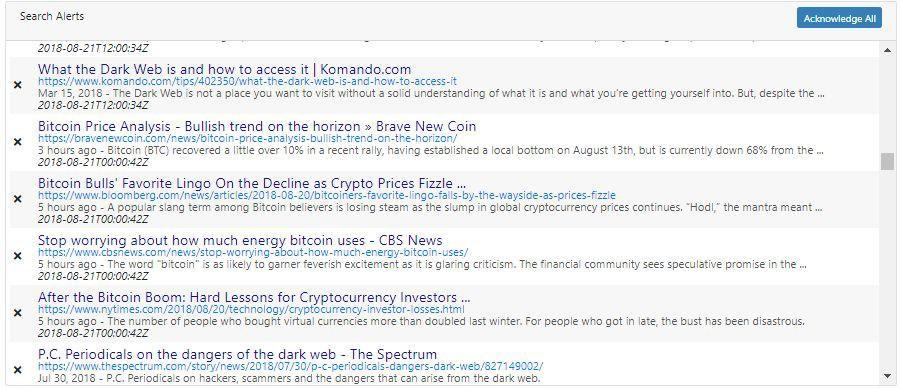 Search Alerts
Acknowledge All
2018-08-21T12:00:34Z
What the Dark Web is and how to access it | Komando.com
https://www.komando.com/tips/402350/what-the-dark-web-is-and-how-to-access-it
Mar 15, 2018 - The Dark Web is not a place you want to visit without a solid understanding of what it is and what you're getting yourself into. But, despite the ...
2018-08-21T12:00:34Z
Bitcoin Price Analysis - Bullish trend on the horizon » Brave New Coin
https://bravenewcoin.com/news/bitcoin-price-analysis-bullish-trend-on-the-horizon/
3 hours ago - Bitcoin (BTC) recovered a little over 10% in a recent rally, having established a local bottom on August 13th, but is currently down 68% from the ...
2018-08-21T00:00:42Z
Bitcoin Bulls' Favorite Lingo On the Decline as Crypto Prices Fizzle ...
https://www.bloomberg.com/news/articles/2018-08-20/bitcoiners-favorite-lingo-falls-by-the-wayside-as-prices-fizzle
5 hours ago - A popular slang term among Bitcoin believers is losing steam as the slump in global cryptocurrency prices continues. "Hodl," the mantra meant ...
2018-08-21T00:00:42Z
Stop worrying about how much energy bitcoin uses - CBS News
https://www.cbsnews.com/news/stop-worrying-about-how-much-energy-bitcoin-uses/
5 hours ago - The word "bitcoin" is as likely to garner feverish excitement as it is glaring criticism. The financial community sees speculative promise in the ...
2018-08-21T00:00:42Z
After the Bitcoin Boom: Hard Lessons for Cryptocurrency Investors ...
https://www.nytimes.com/2018/08/20/technology/cryptocurrency-investor-losses.html
5 hours ago - The number of people who bought virtual currencies more than doubled last winter. For people who got in late, the bust has been disastrous.
2018-08-21T00:00:42Z
P.C. Periodicals on the dangers of the dark web - The Spectrum
https://www.thespectrum.com/story/news/2018/07/30/p-c-periodicals-dangers-dark-web/827149002/
Jul 30, 2018 - P.C. Periodicals on hackers, scammers and the dangers that can arise from the dark web.